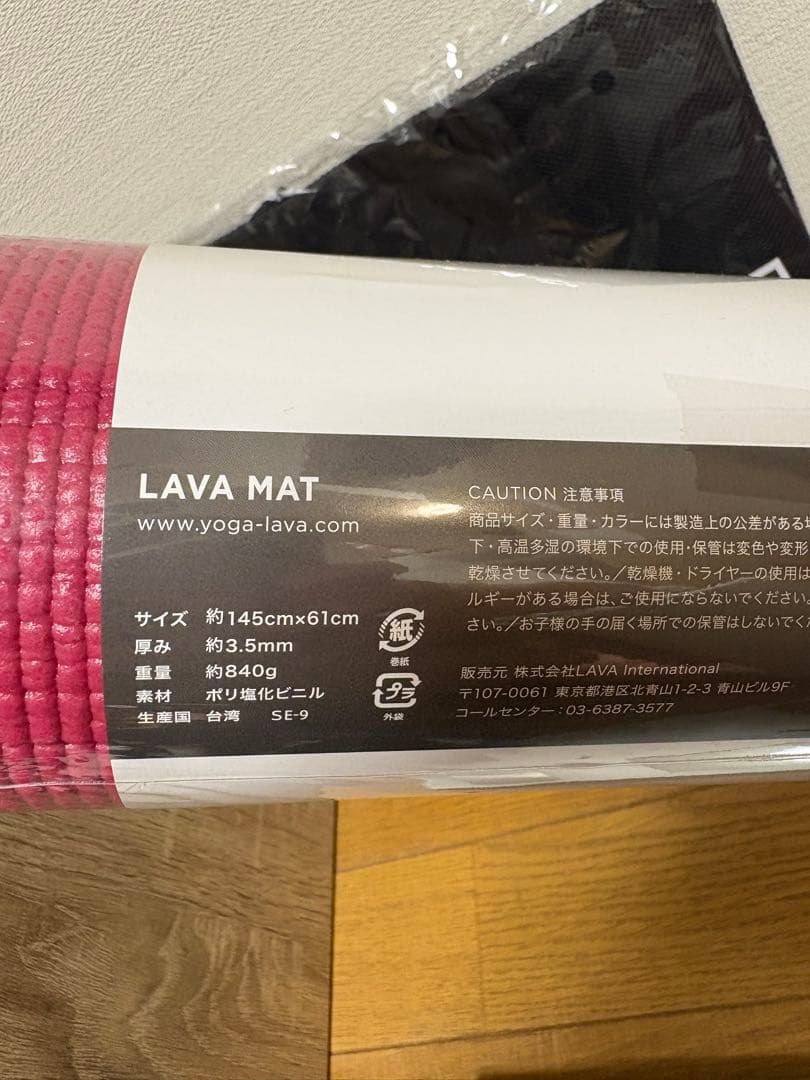 LAVA MAT
www.yoga-lava.com
サイズ 約145cm×61cm
厚み 約3.5mm
重量 約840g
素材 ポリ塩化ビニル
生産国 台湾 SE-9
紙
巻紙
プラ
外袋
CAUTION 注意事項
商品サイズ・重量・カラーには製造上の公差がある
下・高温多湿の環境下での使用・保管は変色や変形
乾燥させてください。／乾燥機・ドライヤーの使用は
ルギーがある場合は、ご使用にならないでください。
さい。／お子様の手の届く場所での保管はしないでく
販売元 株式会社LAVA International
〒107-0061 東京都港区北青山1-2-3 青山ビル9F
コールセンター：03-6387-3577